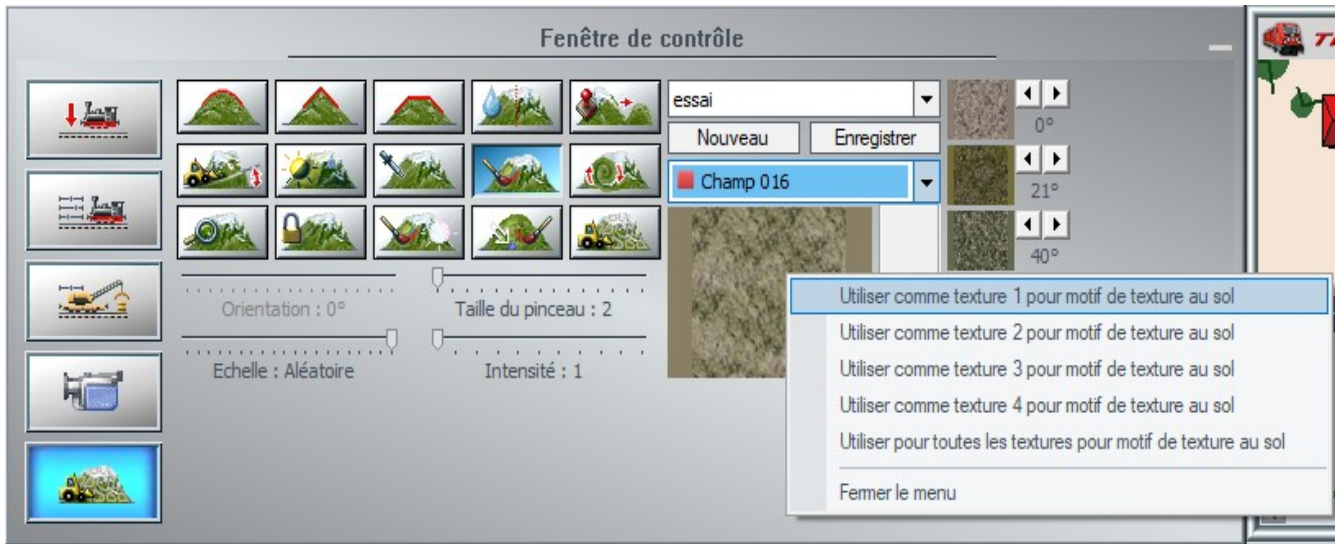 Fenêtre de contrôle
essai
Nouveau
Enregistrer
Champ 016
0°
21°
40°
Orientation : 0°
Taille du pinceau : 2
Echelle : Aléatoire
Intensité : 1
Utiliser comme texture 1 pour motif de texture au sol
Utiliser comme texture 2 pour motif de texture au sol
Utiliser comme texture 3 pour motif de texture au sol
Utiliser comme texture 4 pour motif de texture au sol
Utiliser pour toutes les textures pour motif de texture au sol
Fermer le menu